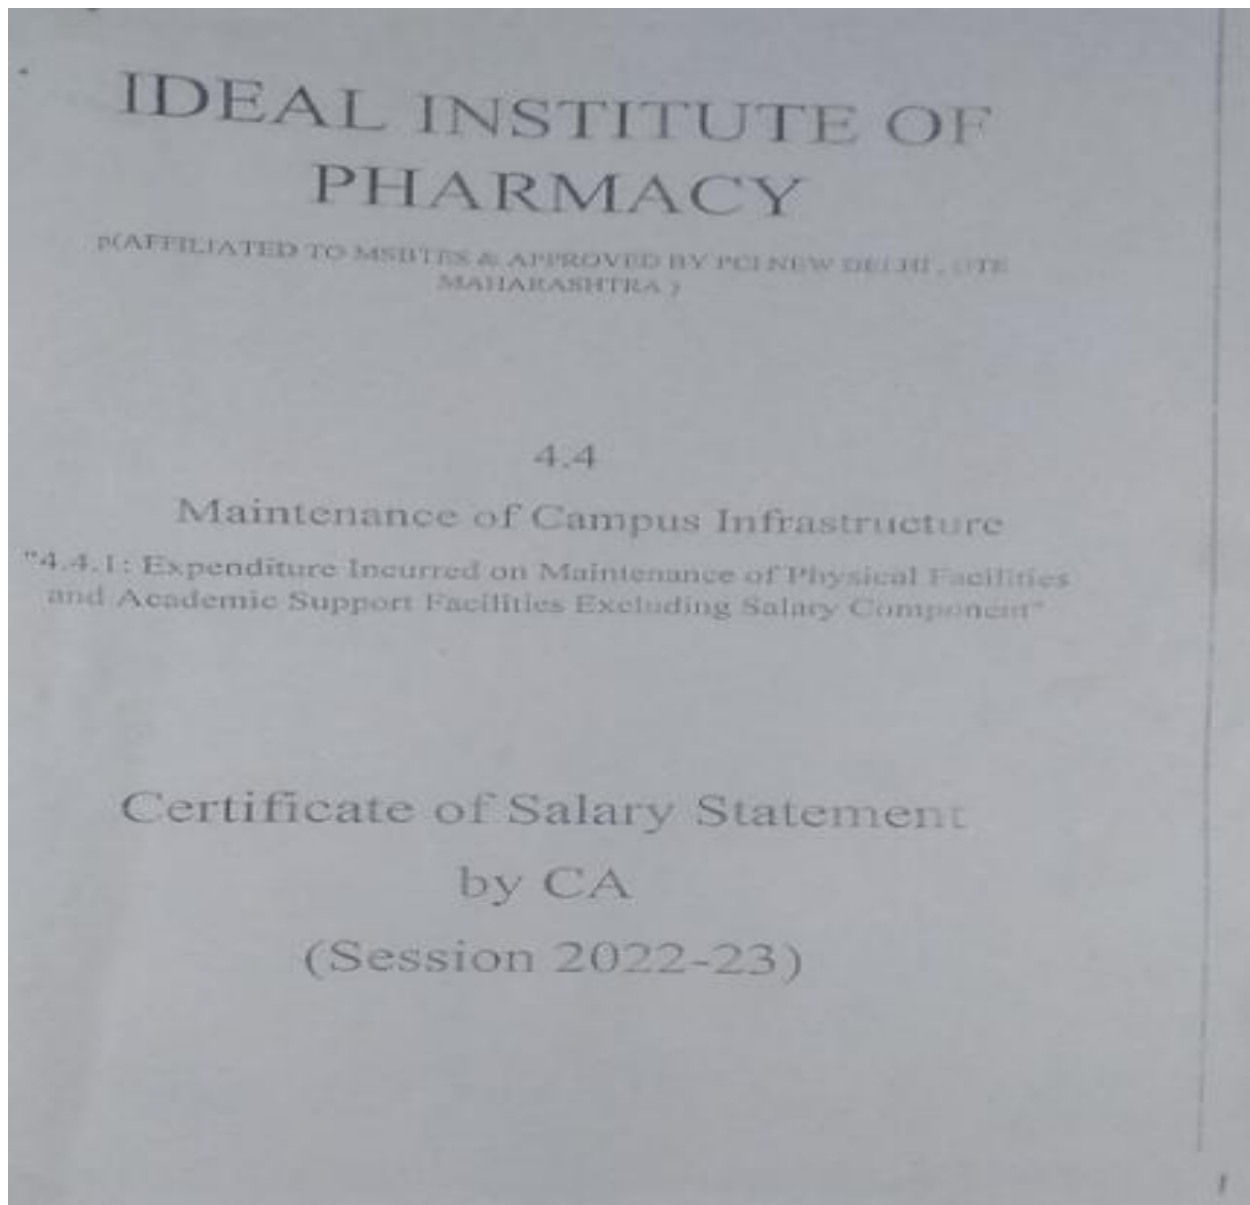 IDEAL INSTITUTE OF
PHARMACY
P(AFFILIATED TO MSBTES & APPROVED BY PCI NEW DELHI , DTE
MAHARASHTRA )
4.4
Maintenance of Campus Infrastructure
"4.4.1: Expenditure Incurred on Maintenance of Physical Facilities
and Academic Support Facilities Excluding Salary Component"
Certificate of Salary Statement
by CA
(Session 2022-23)